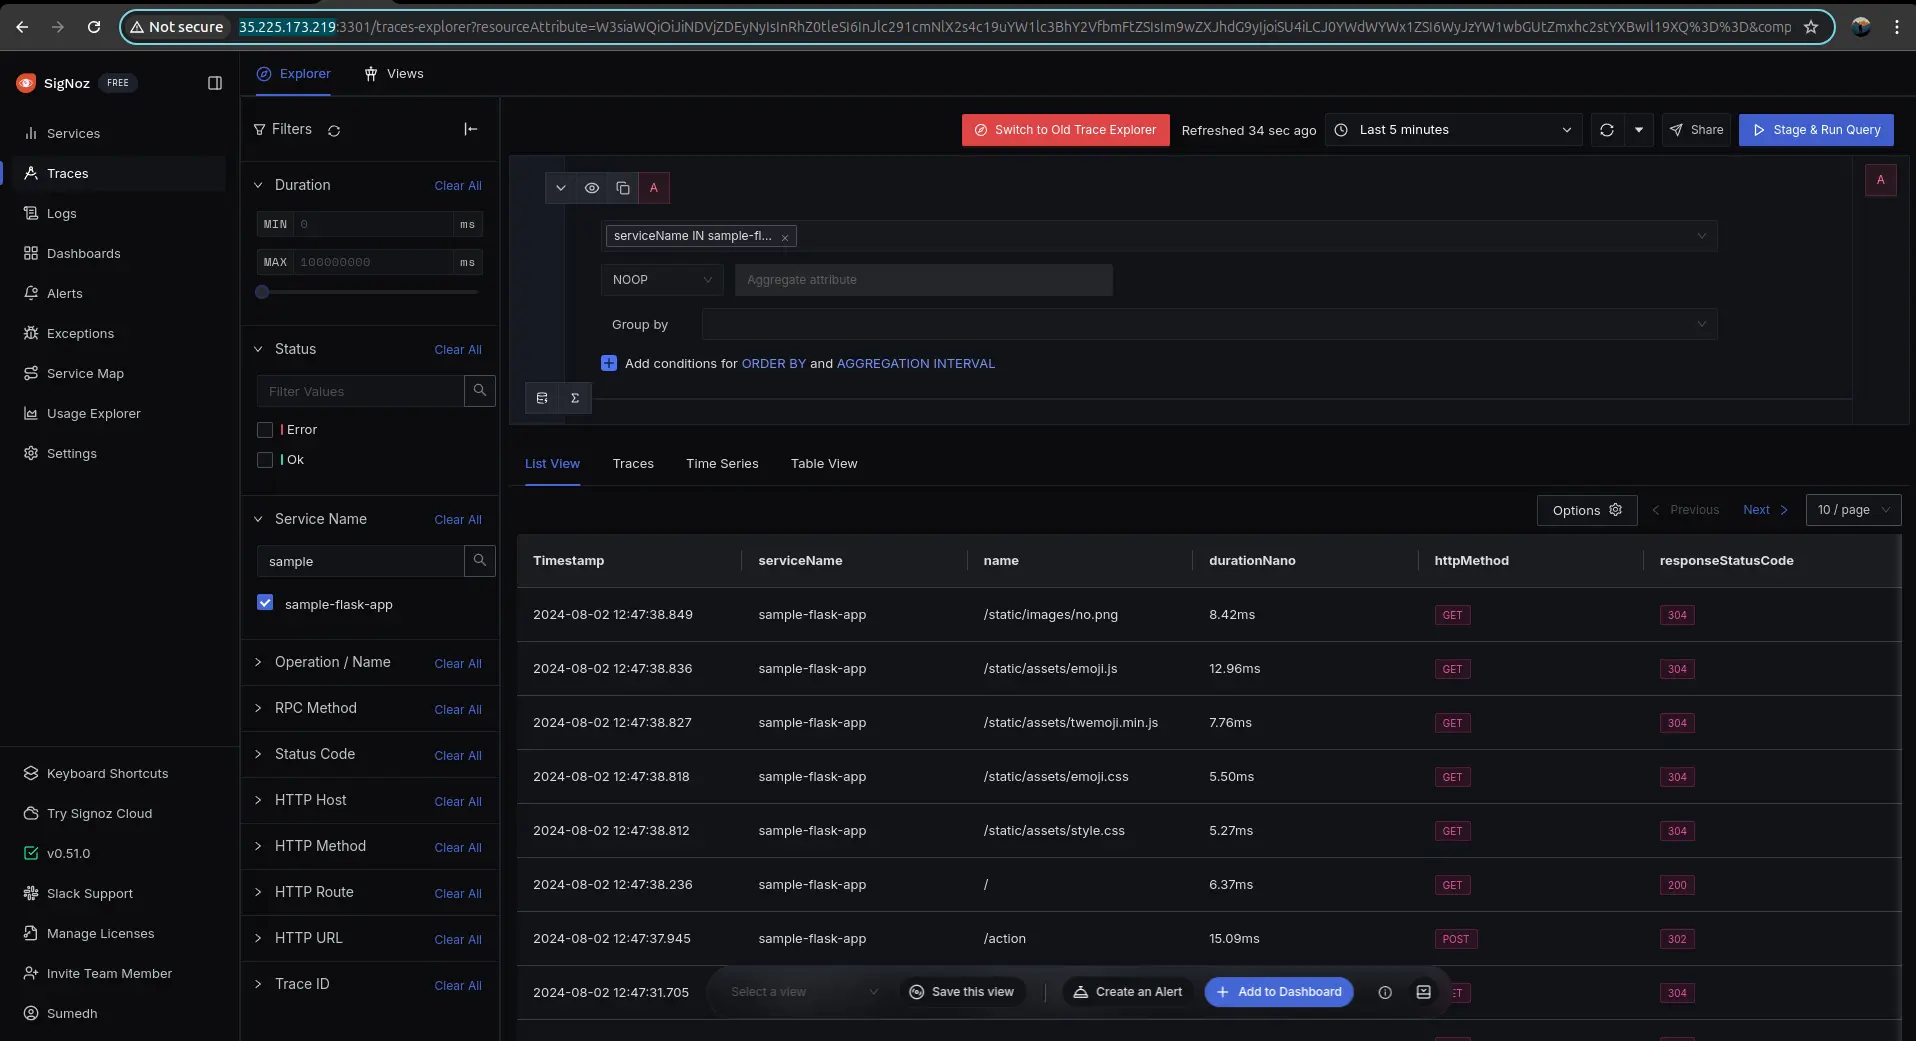 Not secure 35.225.173.219:3301/traces-explorer?resourceAttribute=
Explorer Views
SigNoz FREE
Services
Traces
Logs
Dashboards
Alerts
Exceptions
Service Map
Usage Explorer
Settings
Keyboard Shortcuts
Try Signoz Cloud
v0.51.0
Slack Support
Manage Licenses
Invite Team Member
Sumedh
Filters
Duration Clear All
MIN 0 ms
MAX 100000000 ms
Status Clear All
Filter Values
Error
Ok
Service Name Clear All
sample
sample-flask-app
Operation / Name Clear All
RPC Method Clear All
Status Code Clear All
HTTP Host Clear All
HTTP Method Clear All
HTTP Route Clear All
HTTP URL Clear All
Trace ID Clear All
Switch to Old Trace Explorer Refreshed 34 sec ago Last 5 minutes Share Stage & Run Query
A A
serviceName IN sample-fl...
NOOP Aggregate attribute
Group by
Add conditions for ORDER BY and AGGREGATION INTERVAL
List View Traces Time Series Table View
Options Previous Next 10 / page
Timestamp serviceName name durationNano httpMethod responseStatusCode
2024-08-02 12:47:38.849 sample-flask-app /static/images/no.png 8.42ms GET 304
2024-08-02 12:47:38.836 sample-flask-app /static/assets/emoji.js 12.96ms GET 304
2024-08-02 12:47:38.827 sample-flask-app /static/assets/twemoji.min.js 7.76ms GET 304
2024-08-02 12:47:38.818 sample-flask-app /static/assets/emoji.css 5.50ms GET 304
2024-08-02 12:47:38.812 sample-flask-app /static/assets/style.css 5.27ms GET 304
2024-08-02 12:47:38.236 sample-flask-app / 6.37ms GET 200
2024-08-02 12:47:37.945 sample-flask-app /action 15.09ms POST 302
2024-08-02 12:47:31.705 ET 304
Select a view Save this view Create an Alert Add to Dashboard